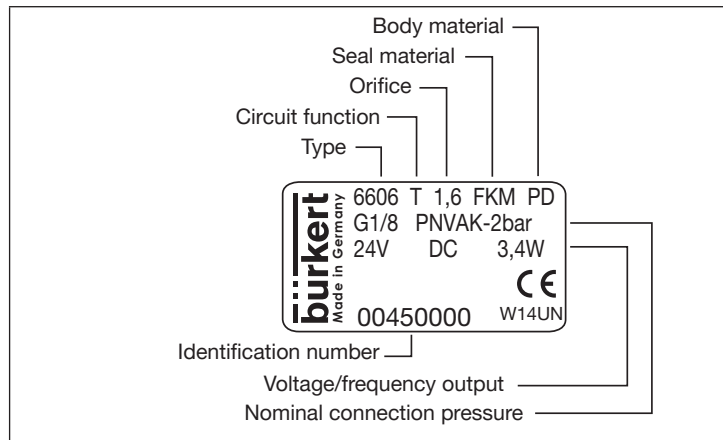 Body material
Seal material
Orifice
Circuit function
Type
bürkert
Made in Germany
6606 T 1,6 FKM PD
G1/8 PNVAK-2bar
24V DC 3,4W
CE
00450000 W14UN
Identification number
Voltage/frequency output
Nominal connection pressure